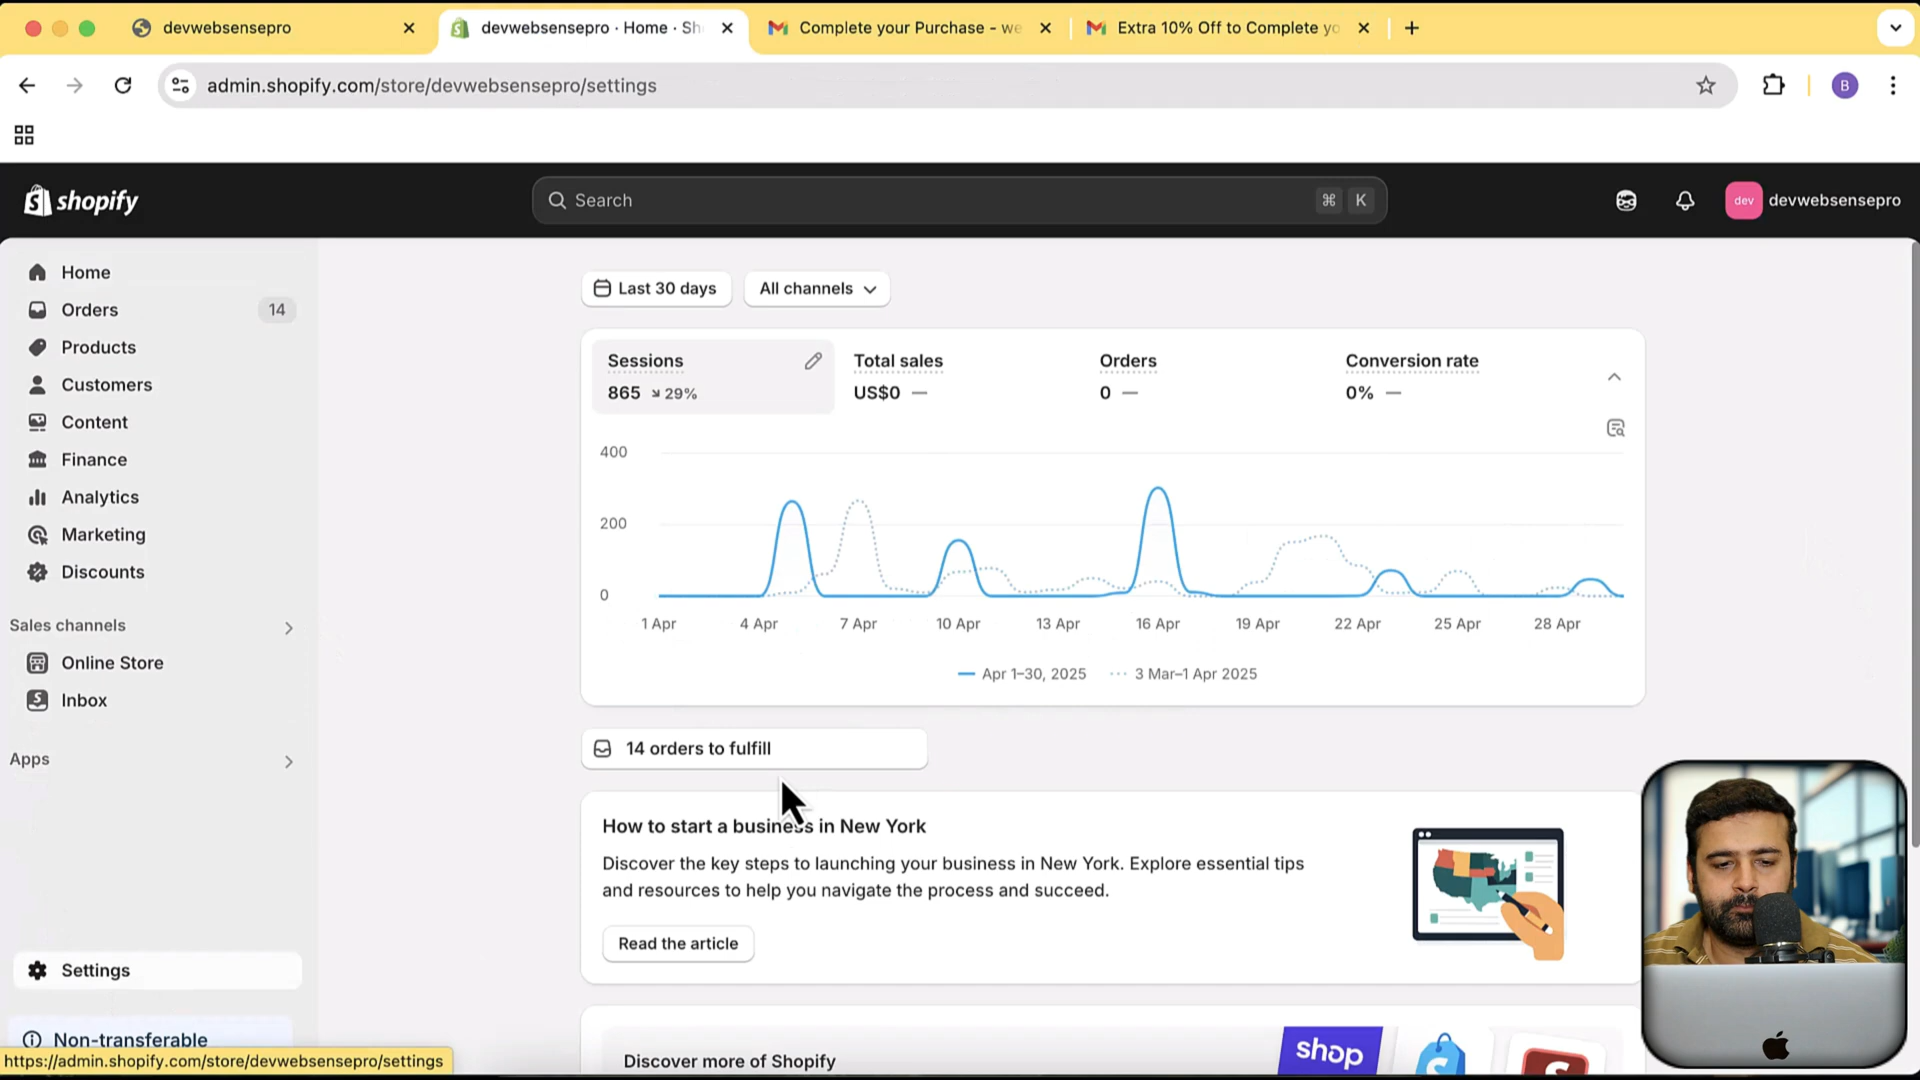 devwebsensepro
devwebsensepro · Home · Sh
Complete your Purchase - we
Extra 10% Off to Complete yo
admin.shopify.com/store/devwebsensepro/settings
B
shopify
Search
⌘ K
dev
devwebsensepro
Home
Orders
14
Products
Customers
Content
Finance
Analytics
Marketing
Discounts
Sales channels
Online Store
Inbox
Apps
Settings
Non-transferable
https://admin.shopify.com/store/devwebsensepro/settings
Last 30 days
All channels
Sessions
865 ↘ 29%
Total sales
US$0 —
Orders
0 —
Conversion rate
0% —
400
200
0
1 Apr
4 Apr
7 Apr
10 Apr
13 Apr
16 Apr
19 Apr
22 Apr
25 Apr
28 Apr
Apr 1–30, 2025
3 Mar–1 Apr 2025
14 orders to fulfill
How to start a business in New York
Discover the key steps to launching your business in New York. Explore essential tips
and resources to help you navigate the process and succeed.
Read the article
Discover more of Shopify
shop